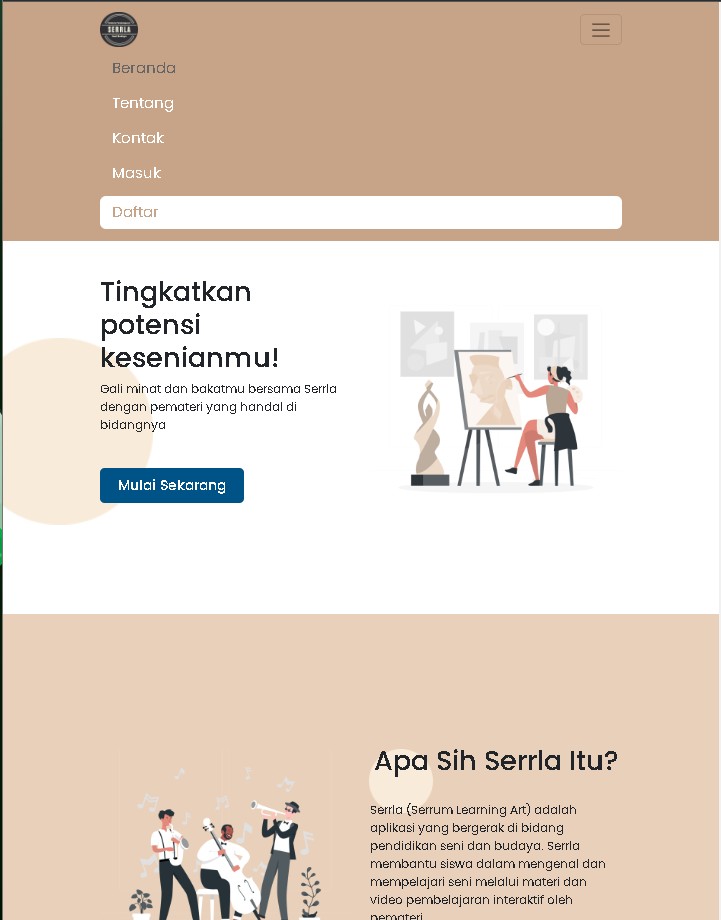 SERRLA
Beranda
Tentang
Kontak
Masuk
Daftar
Tingkatkan
potensi
kesenianmu!
Gali minat dan bakatmu bersama Serrla
dengan pemateri yang handal di
bidangnya
Mulai Sekarang
Apa Sih Serrla Itu?
Serrla (Serrum Learning Art) adalah
aplikasi yang bergerak di bidang
pendidikan seni dan budaya. Serrla
membantu siswa dalam mengenal dan
mempelajari seni melalui materi dan
video pembelajaran interaktif oleh
pemateri